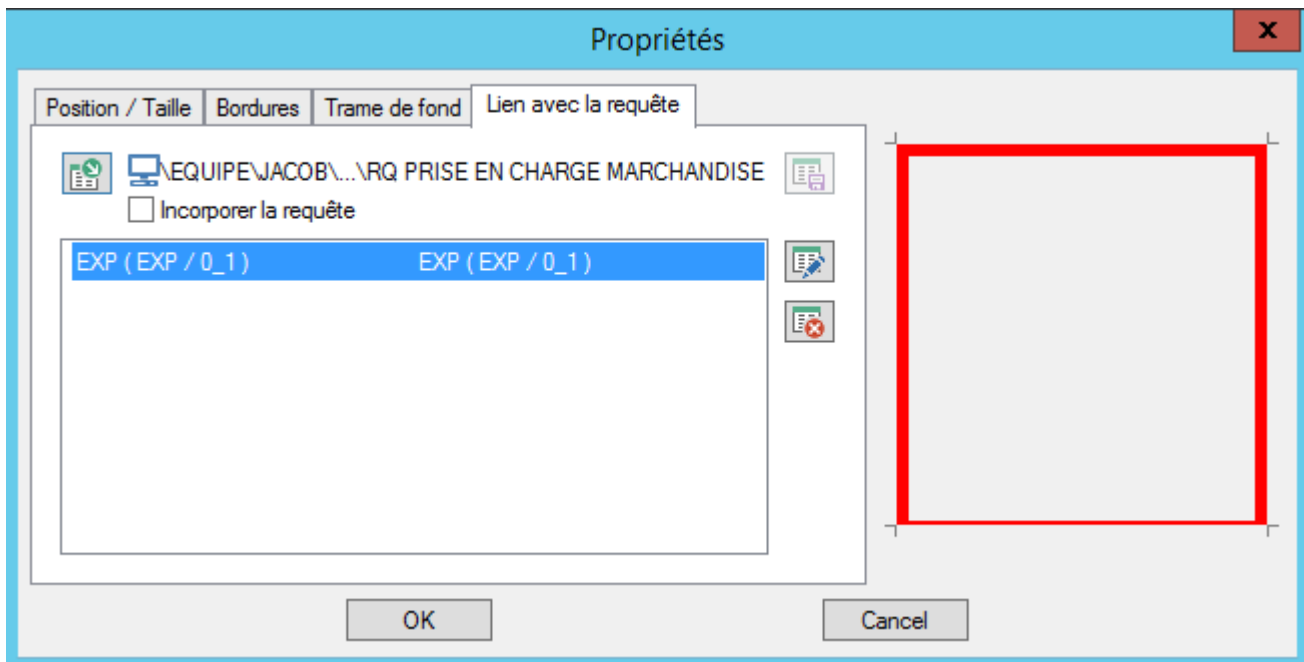 Propriétés
x
Position / Taille Bordures Trame de fond Lien avec la requête
\EQUIPE\JACOB\...\RQ PRISE EN CHARGE MARCHANDISE
Incorporer la requête
EXP ( EXP / 0_1 ) EXP ( EXP / 0_1 )
OK Cancel